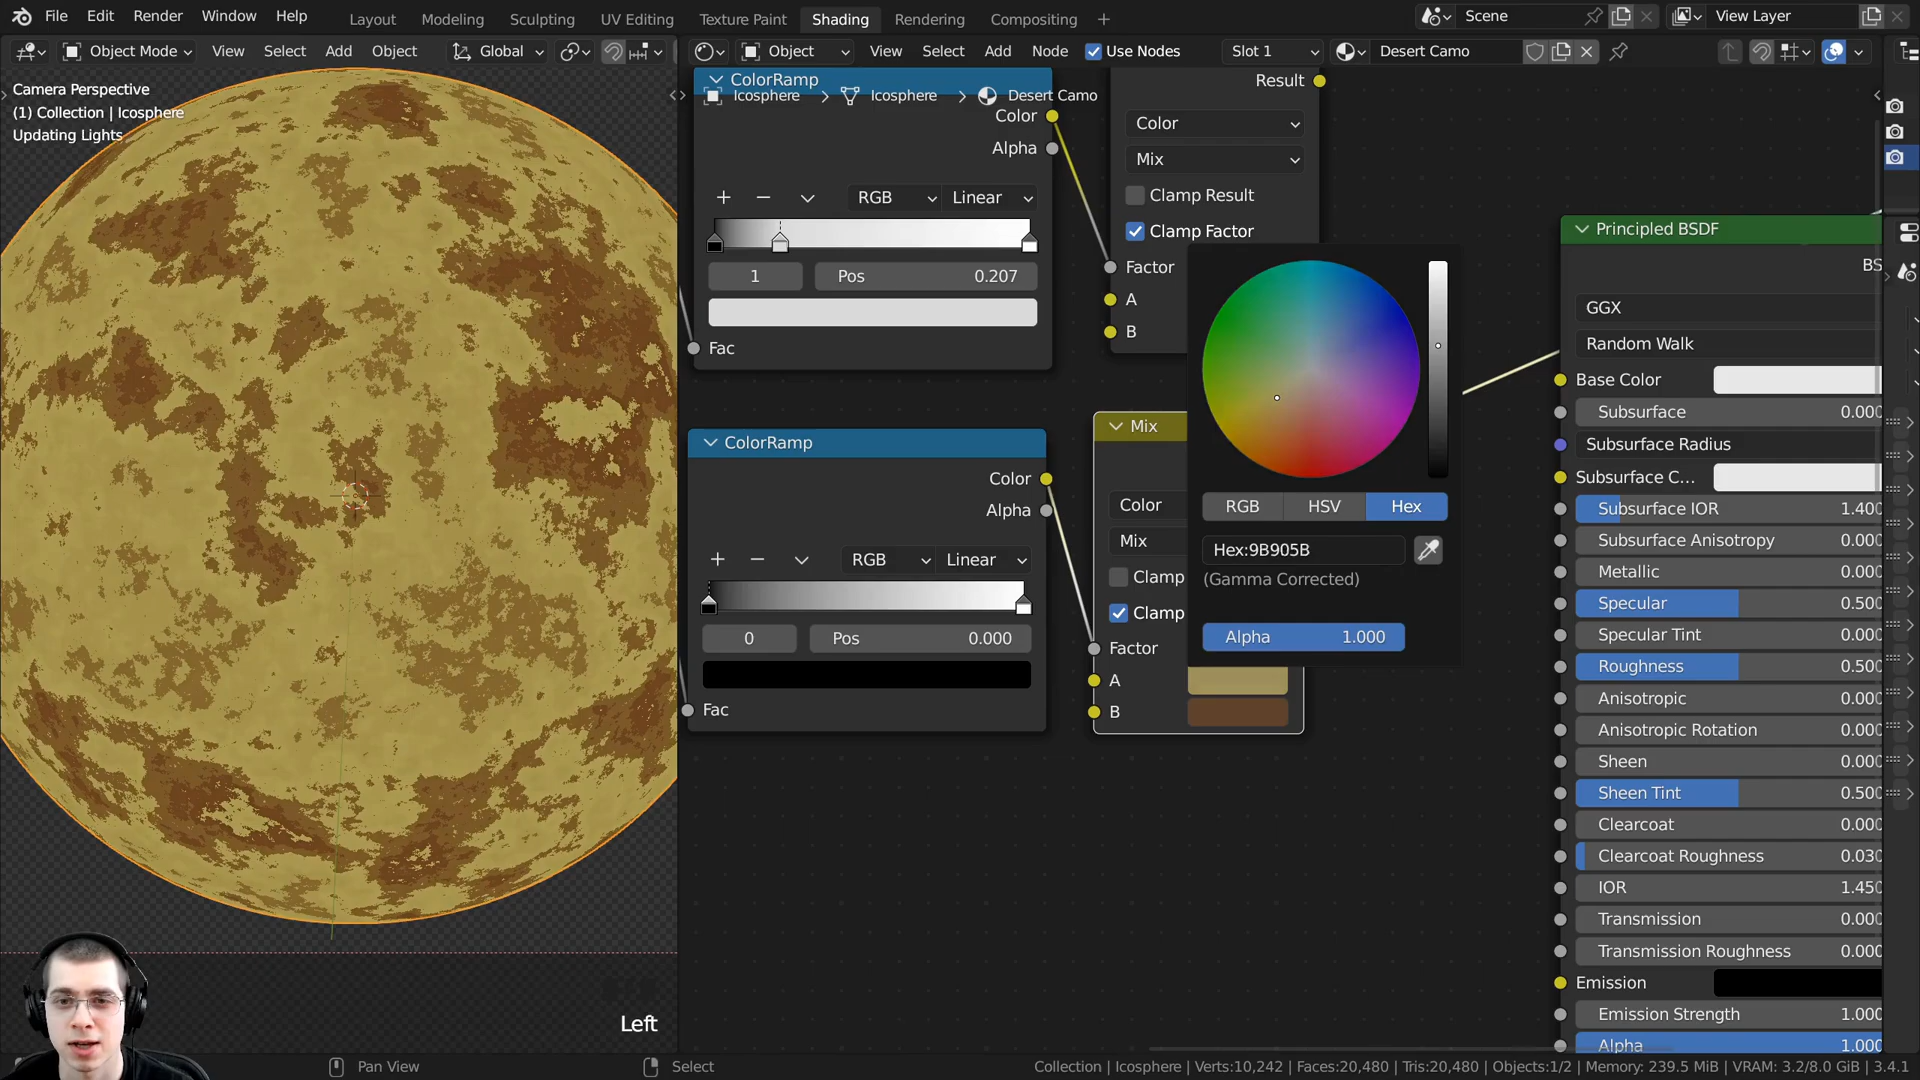 File Edit Render Window Help
Layout Modeling Sculpting UV Editing Texture Paint Shading Rendering Compositing +
Scene
View Layer
Object Mode View Select Add Object Global
Object View Select Add Node Use Nodes Slot 1 Desert Camo
Camera Perspective
(1) Collection | Icosphere
Updating Lights
ColorRamp
Icosphere > Icosphere > Desert Camo
Color
Alpha
RGB Linear
1 Pos 0.207
Fac
Result
Color
Mix
Clamp Result
Clamp Factor
Factor
A
B
ColorRamp
Color
Alpha
RGB Linear
0 Pos 0.000
Fac
Mix
Color
Mix
Clamp
Clamp
Factor
A
B
RGB HSV Hex
Hex:9B905B
(Gamma Corrected)
Alpha 1.000
Principled BSDF
BS
GGX
Random Walk
Base Color
Subsurface 0.000
Subsurface Radius
Subsurface C...
Subsurface IOR 1.400
Subsurface Anisotropy 0.000
Metallic 0.000
Specular 0.500
Specular Tint 0.000
Roughness 0.500
Anisotropic 0.000
Anisotropic Rotation 0.000
Sheen 0.000
Sheen Tint 0.500
Clearcoat 0.000
Clearcoat Roughness 0.030
IOR 1.450
Transmission 0.000
Transmission Roughness 0.000
Emission
Emission Strength 1.000
Alpha 1.000
Left
Pan View
Select
Collection | Icosphere | Verts:10,242 | Faces:20,480 | Tris:20,480 | Objects:1/2 | Memory: 239.5 MiB | VRAM: 3.2/8.0 GiB | 3.4.1